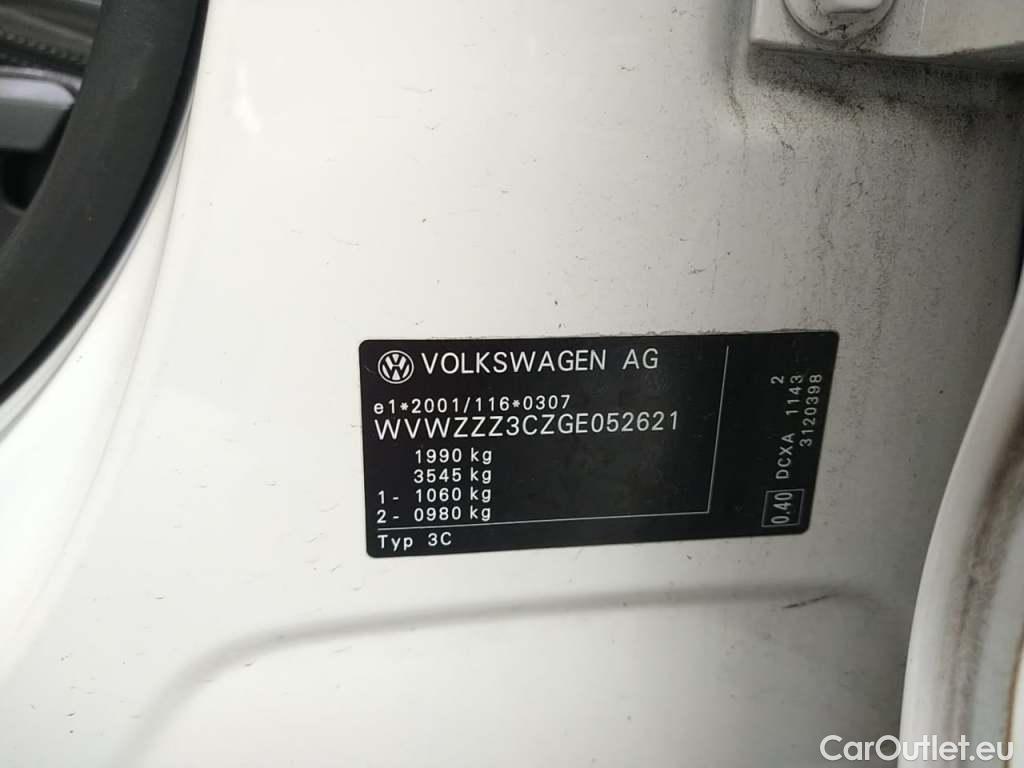 VOLKSWAGEN AG
e1*2001/116*0307
WVWZZZ3CZGE052621
1990 kg
3545 kg
1 - 1060 kg
2 - 0980 kg
Typ 3C
0.40 DCXA 1143 2
3120398
CarOutlet.eu